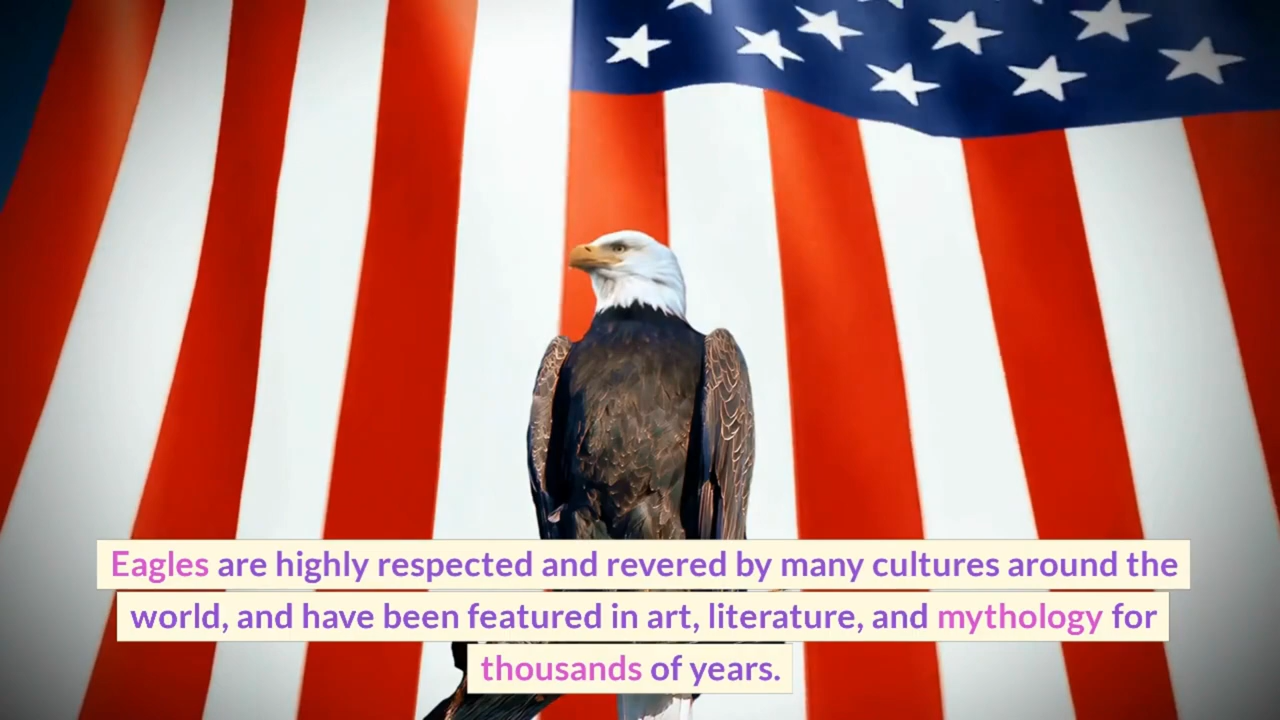 Eagles are highly respected and revered by many cultures around the
world, and have been featured in art, literature, and mythology for
thousands of years.